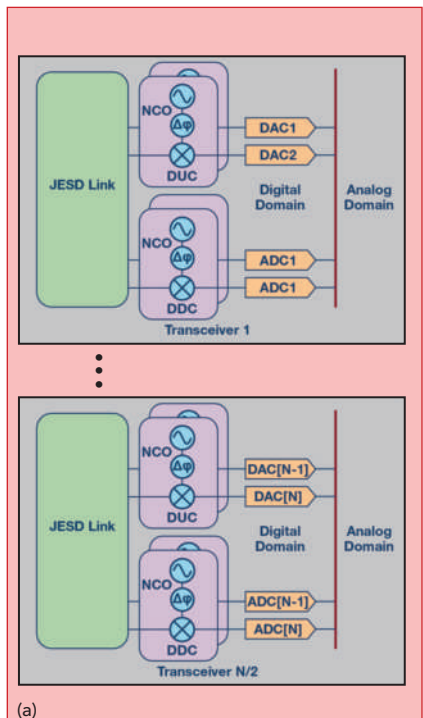 NCO
Δφ
DAC1
DAC2
DUC
JESD Link
Digital
Domain
Analog
Domain
NCO
Δφ
ADC1
ADC1
DDC
Transceiver 1
NCO
Δφ
DAC[N-1]
DAC[N]
DUC
JESD Link
Digital
Domain
Analog
Domain
NCO
Δφ
ADC[N-1]
ADC[N]
DDC
Transceiver N/2
(a)